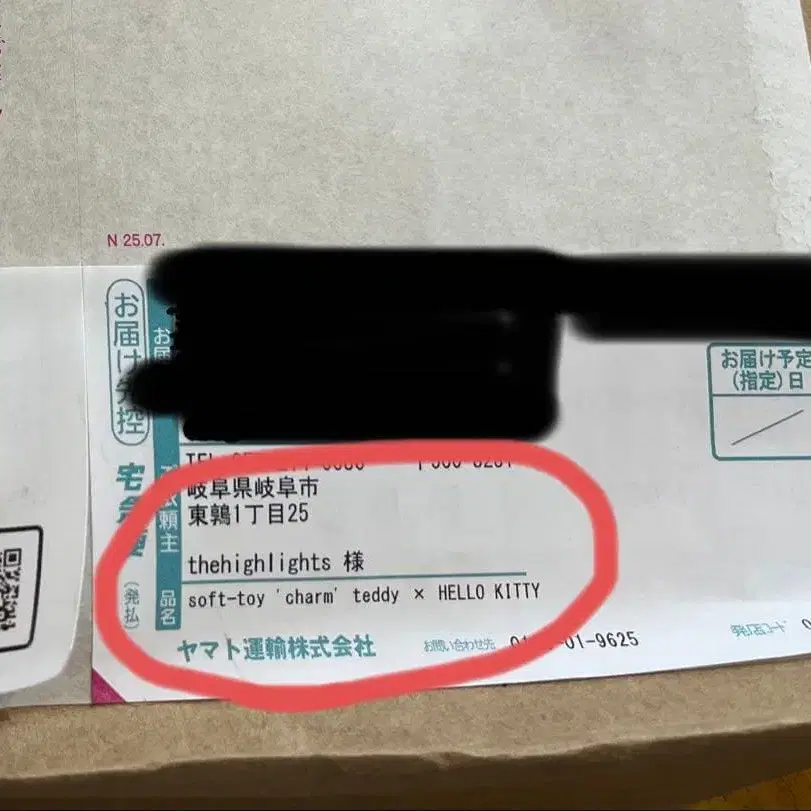 N 25.07.
お届け先控
お届け予定
(指定)日
岐阜県岐阜市
東鶉1丁目25
依頼主
thehighlights 様
品名
soft-toy 'charm' teddy × HELLO KITTY
(発払)
ヤマト運輸株式会社
お問い合わせ先
01-9625